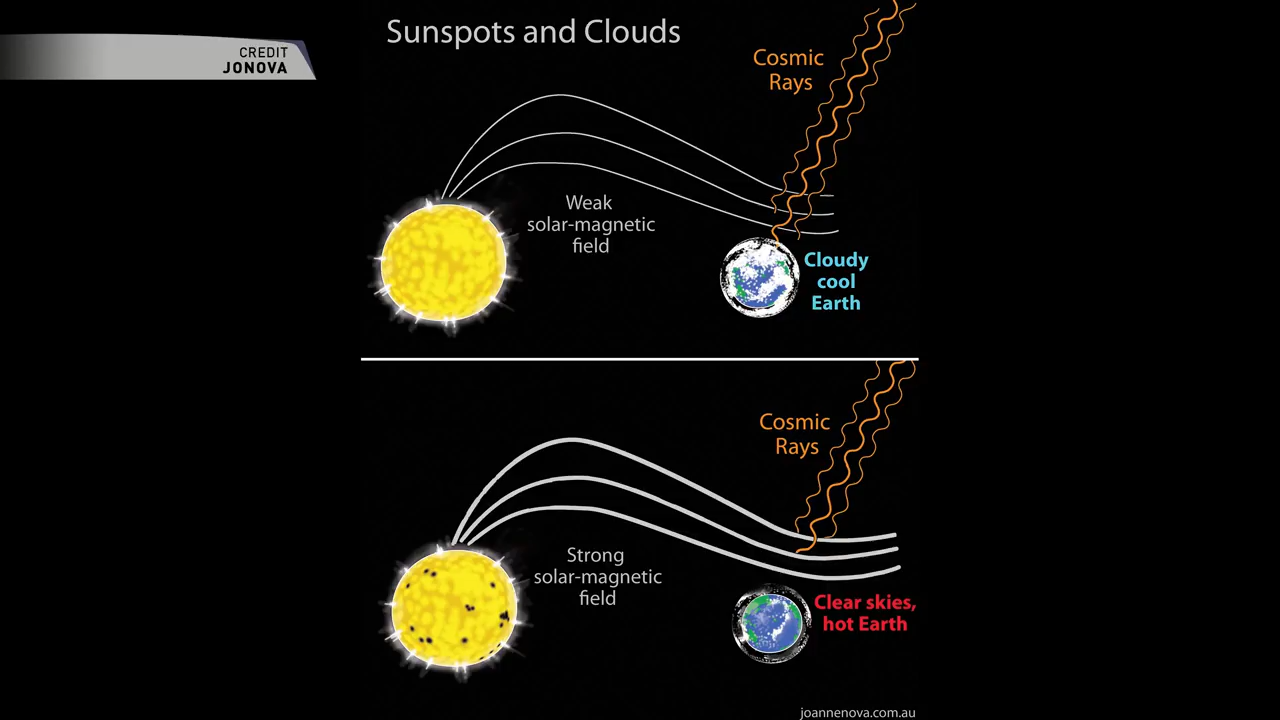 CREDIT
JONOVA
Sunspots and Clouds
Cosmic
Rays
Weak
solar-magnetic
field
Cloudy
cool
Earth
Cosmic
Rays
Strong
solar-magnetic
field
Clear skies,
hot Earth
joannenova.com.au